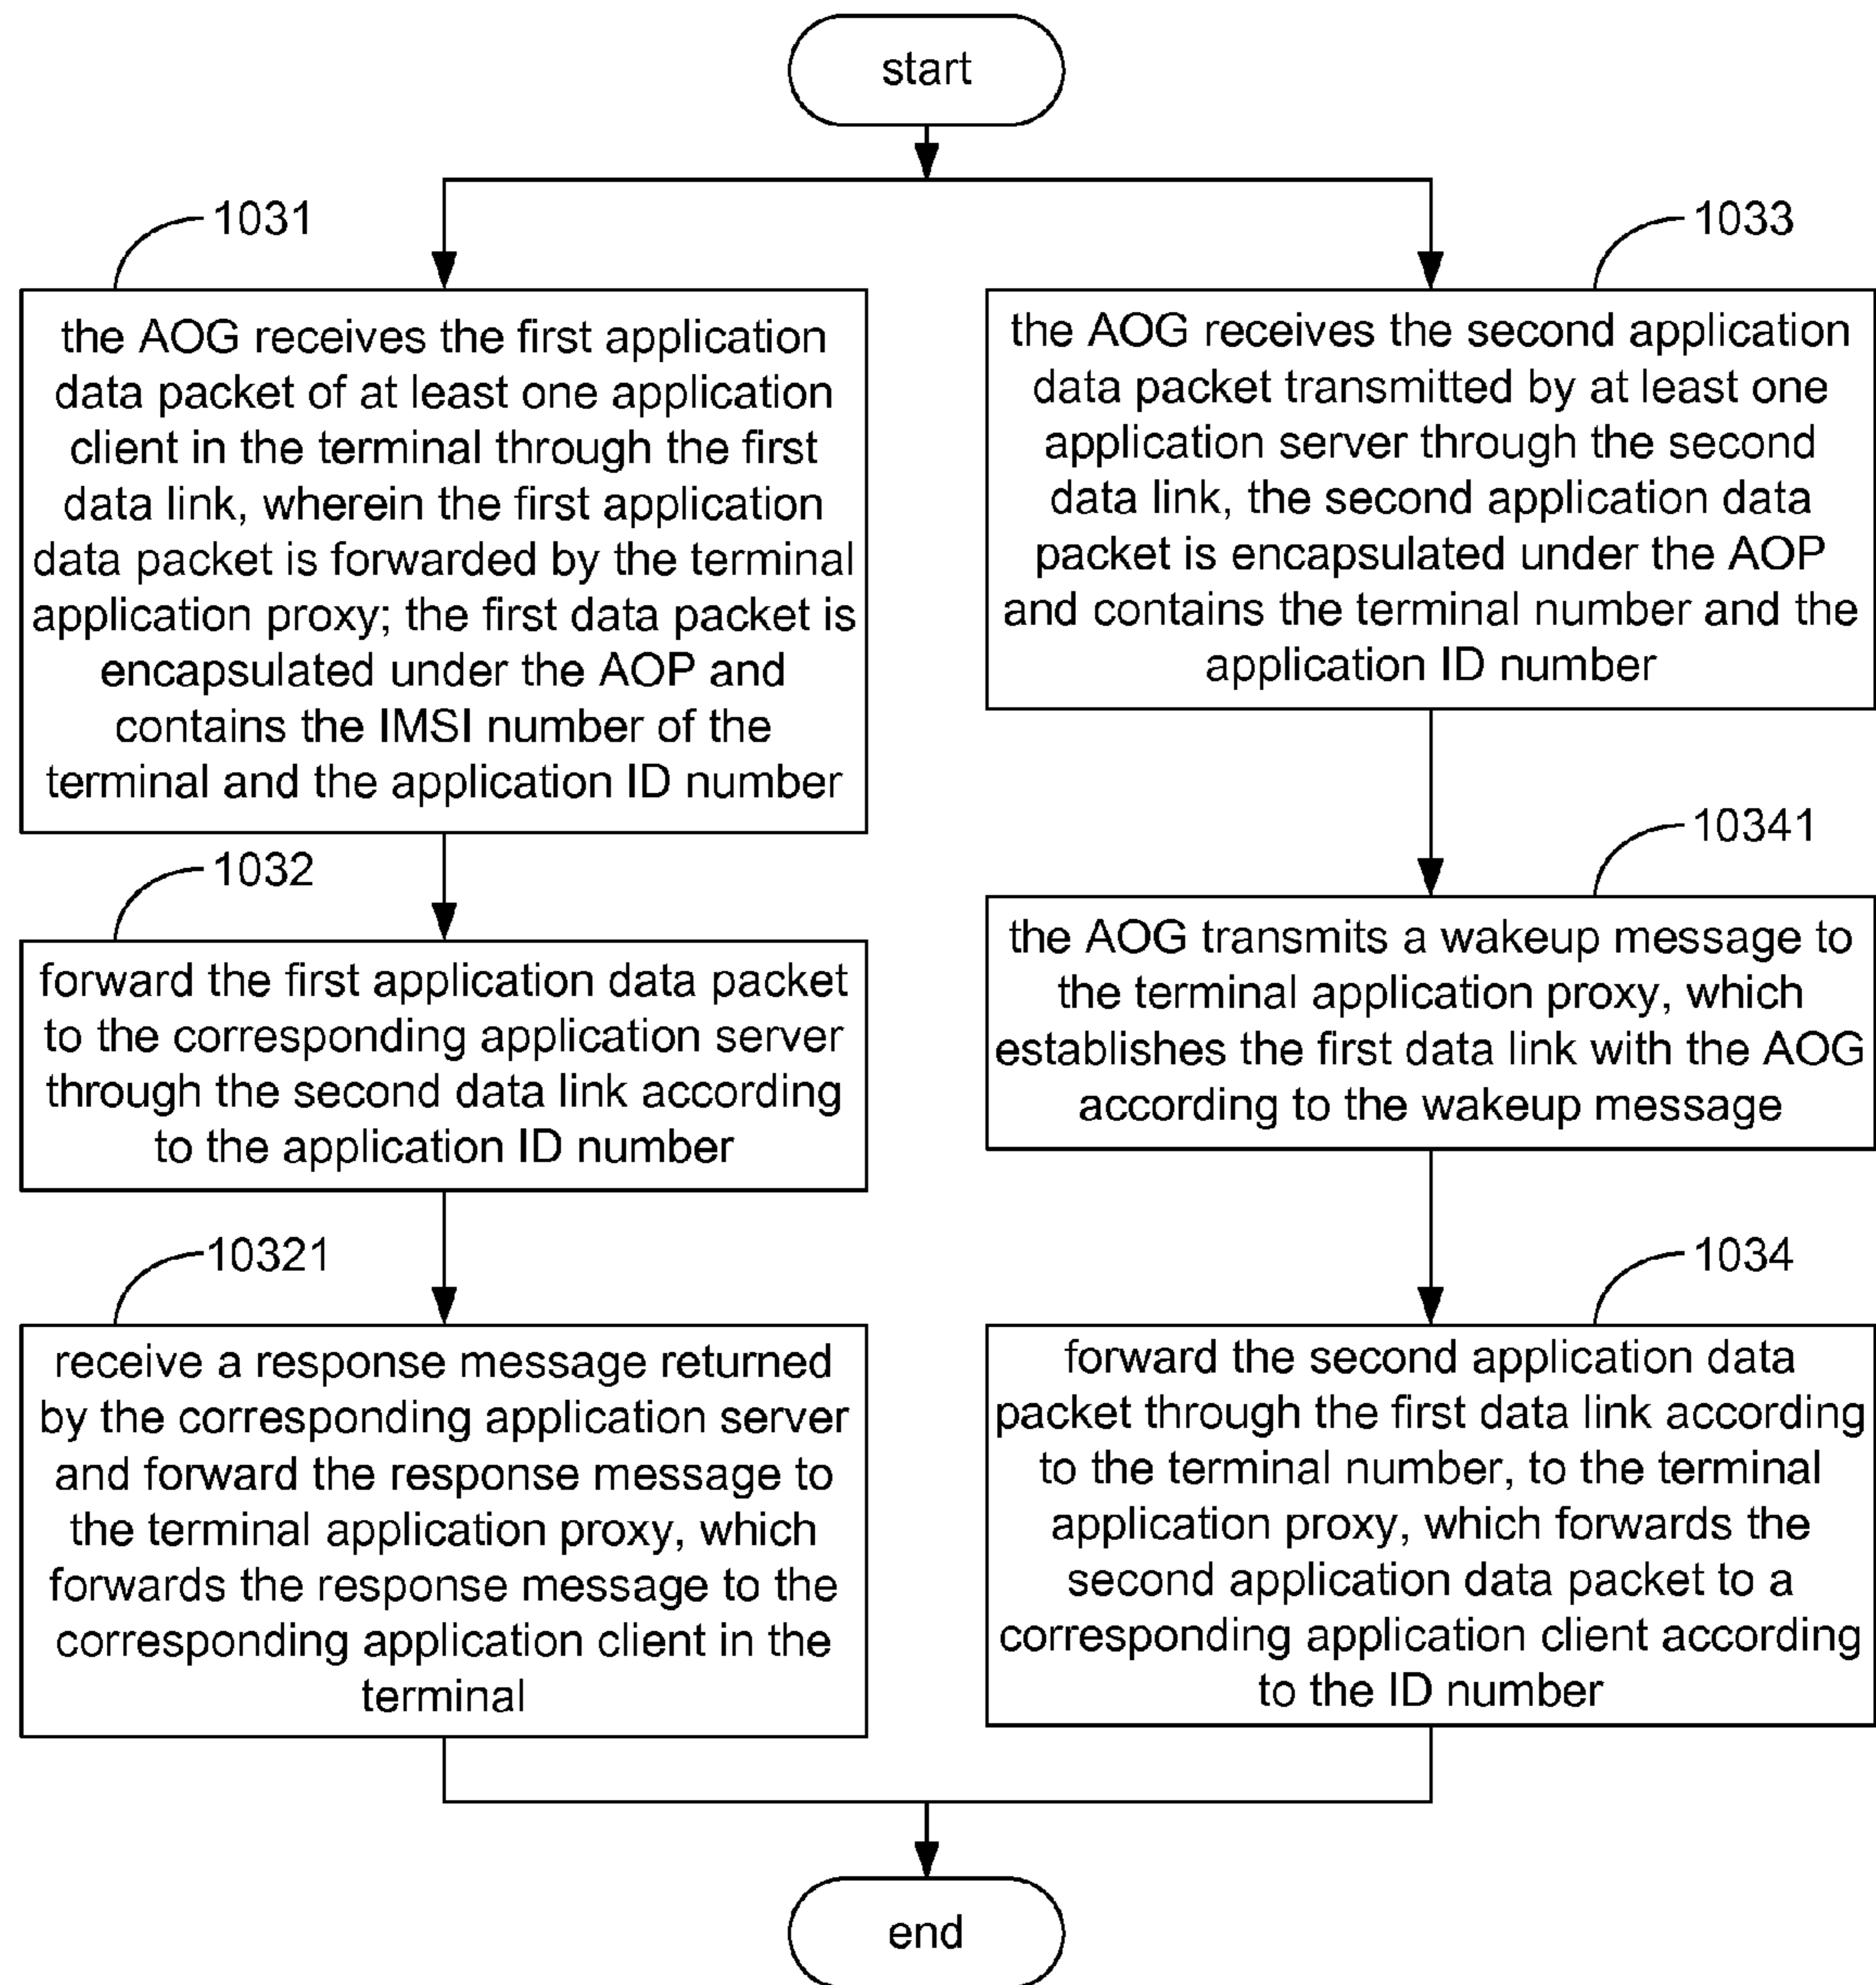 start
1031
the AOG receives the first application
data packet of at least one application
client in the terminal through the first
data link, wherein the first application
data packet is forwarded by the terminal
application proxy; the first data packet is
encapsulated under the AOP and
contains the IMSI number of the
terminal and the application ID number
1032
forward the first application data packet
to the corresponding application server
through the second data link according
to the application ID number
10321
receive a response message returned
by the corresponding application server
and forward the response message to
the terminal application proxy, which
forwards the response message to the
corresponding application client in the
terminal
1033
the AOG receives the second application
data packet transmitted by at least one
application server through the second
data link, the second application data
packet is encapsulated under the AOP
and contains the terminal number and the
application ID number
10341
the AOG transmits a wakeup message to
the terminal application proxy, which
establishes the first data link with the AOG
according to the wakeup message
1034
forward the second application data
packet through the first data link according
to the terminal number, to the terminal
application proxy, which forwards the
second application data packet to a
corresponding application client according
to the ID number
end